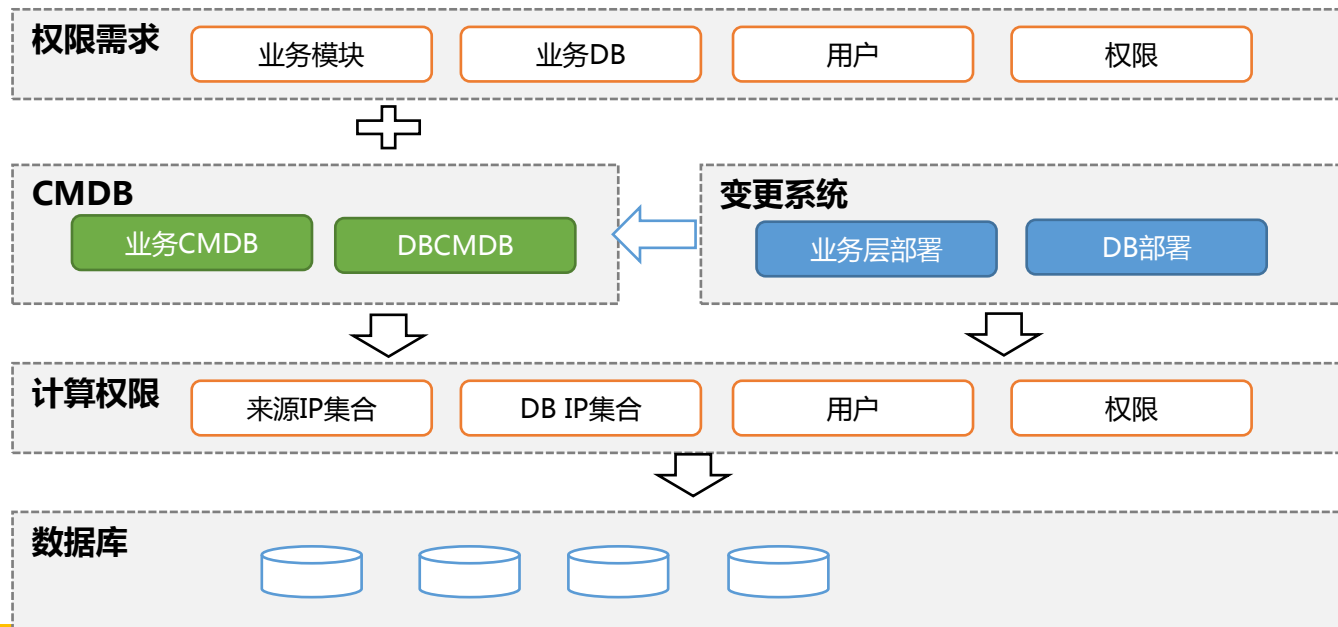 权限需求
业务模块
业务DB
用户
权限
CMDB
业务CMDB
DBCMDB
变更系统
业务层部署
DB部署
计算权限
来源IP集合
DB IP集合
用户
权限
数据库